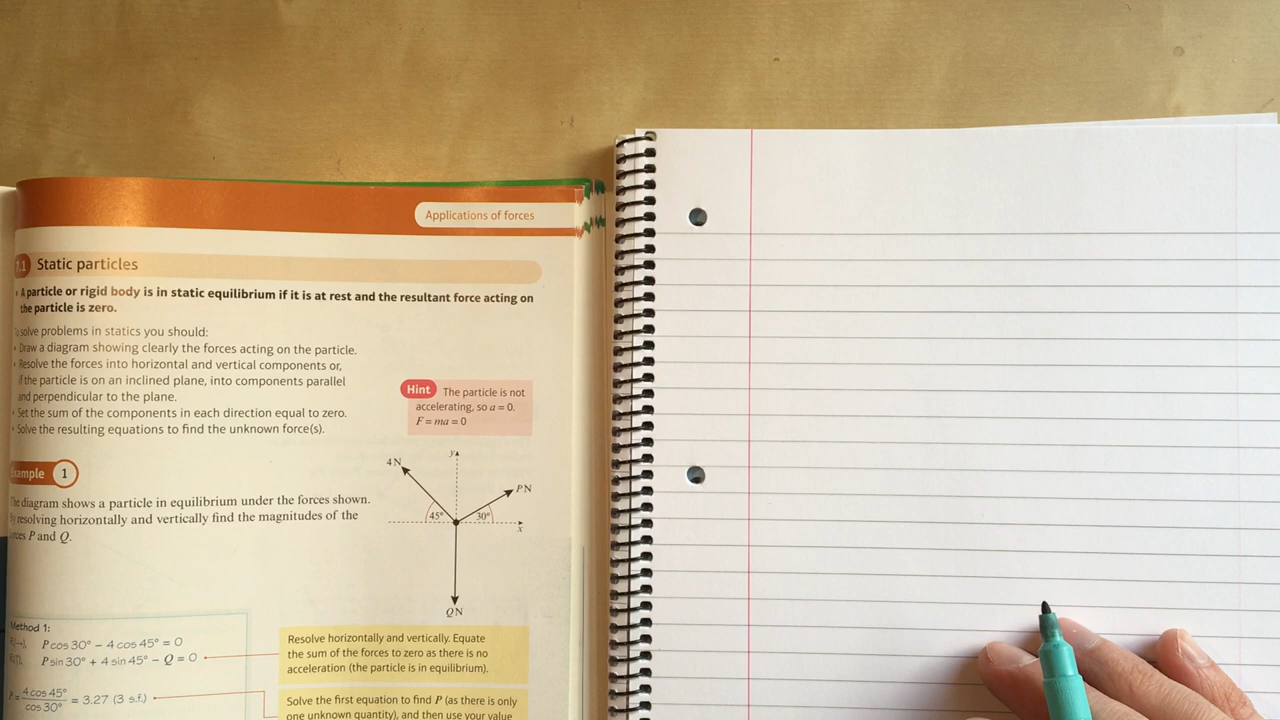 Applications of forces
Static particles
A particle or rigid body is in static equilibrium if it is at rest and the resultant force acting on
the particle is zero.
solve problems in statics you should:
Draw a diagram showing clearly the forces acting on the particle.
Resolve the forces into horizontal and vertical components or,
if the particle is on an inclined plane, into components parallel
and perpendicular to the plane.
Set the sum of the components in each direction equal to zero.
Solve the resulting equations to find the unknown force(s).
Hint The particle is not
accelerating, so a = 0.
F = ma = 0
Example 1
The diagram shows a particle in equilibrium under the forces shown.
By resolving horizontally and vertically find the magnitudes of the
forces P and Q.
y
4N
PN
45°
30°
x
QN
Method 1:
R(→), P cos 30° − 4 cos 45° = 0
R(↑), P sin 30° + 4 sin 45° − Q = 0
P = 4 cos 45° / cos 30° = 3.27 (3 s.f.)
Resolve horizontally and vertically. Equate
the sum of the forces to zero as there is no
acceleration (the particle is in equilibrium).
Solve the first equation to find P (as there is only
one unknown quantity), and then use your value